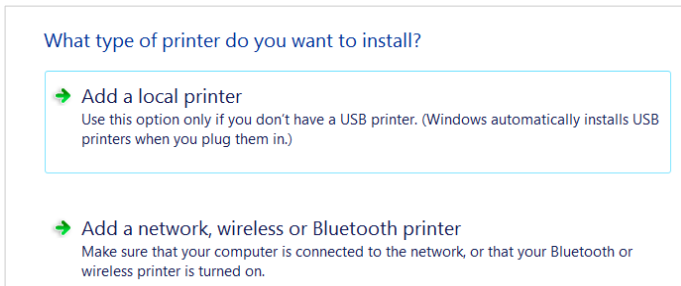 What type of printer do you want to install?
Add a local printer
Use this option only if you don't have a USB printer. (Windows automatically installs USB
printers when you plug them in.)
Add a network, wireless or Bluetooth printer
Make sure that your computer is connected to the network, or that your Bluetooth or
wireless printer is turned on.